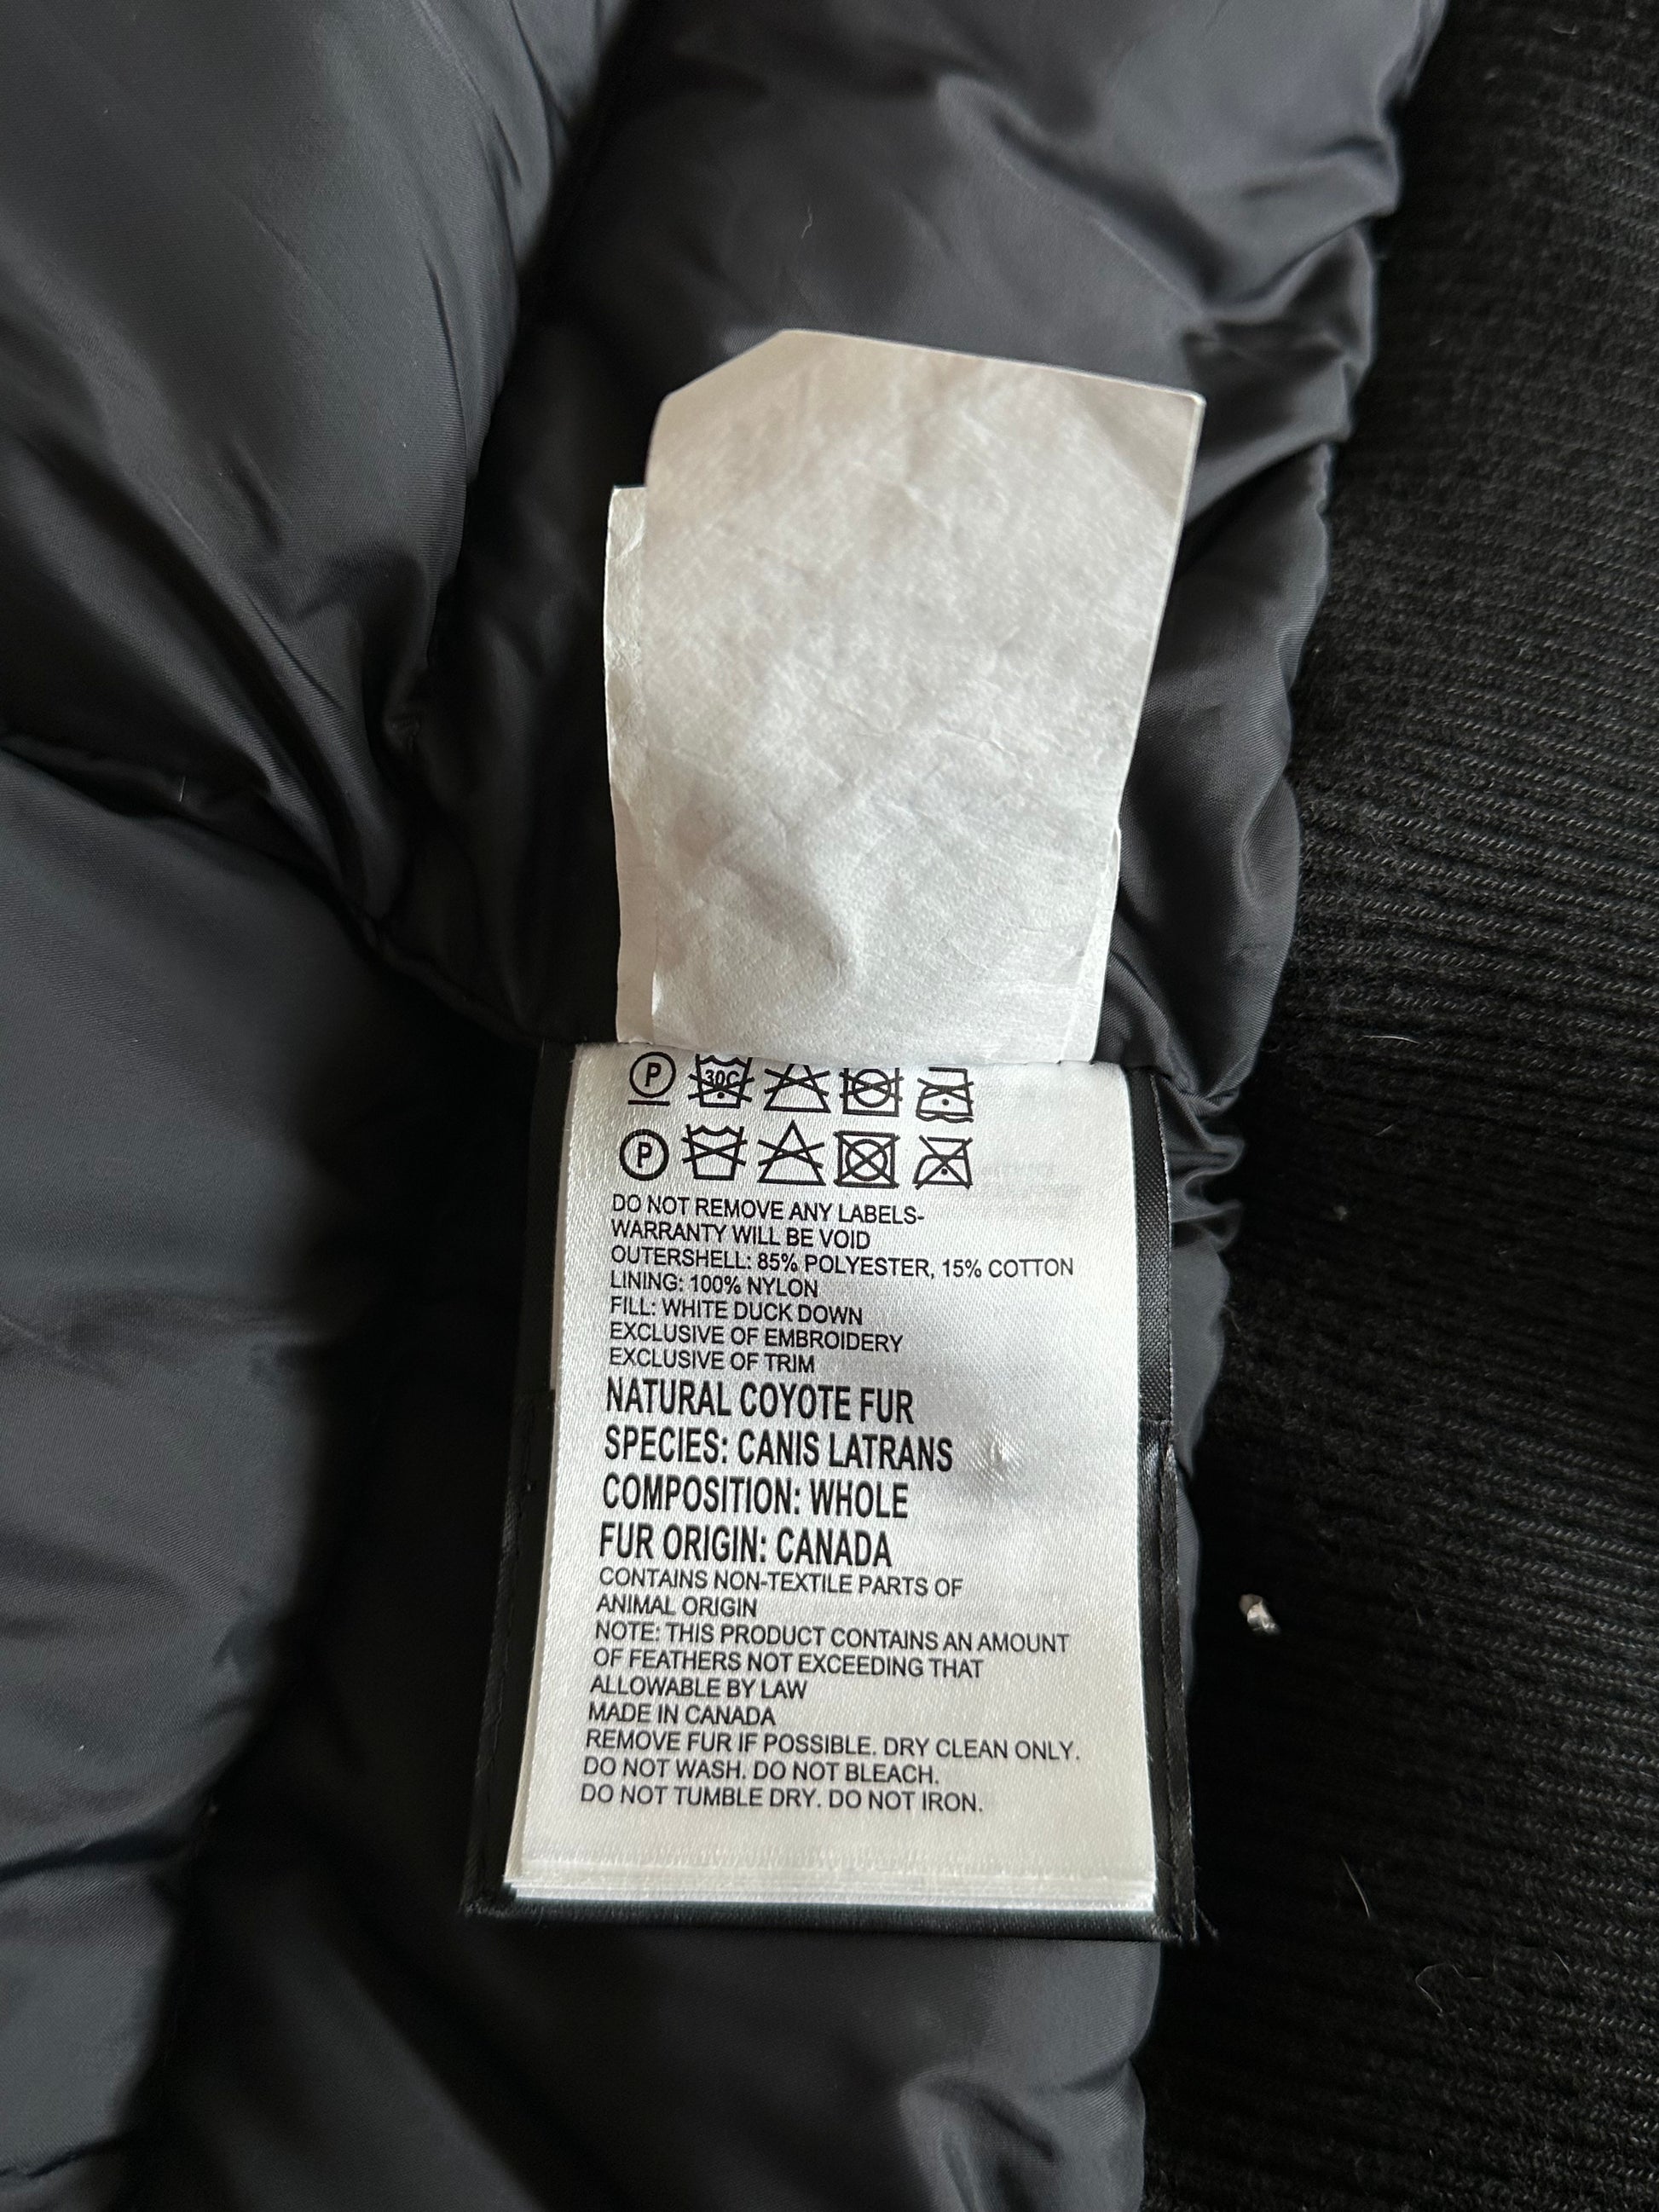 P 30C
P
DO NOT REMOVE ANY LABELS-
WARRANTY WILL BE VOID
OUTERSHELL: 85% POLYESTER, 15% COTTON
LINING: 100% NYLON
FILL: WHITE DUCK DOWN
EXCLUSIVE OF EMBROIDERY
EXCLUSIVE OF TRIM
NATURAL COYOTE FUR
SPECIES: CANIS LATRANS
COMPOSITION: WHOLE
FUR ORIGIN: CANADA
CONTAINS NON-TEXTILE PARTS OF
ANIMAL ORIGIN
NOTE: THIS PRODUCT CONTAINS AN AMOUNT
OF FEATHERS NOT EXCEEDING THAT
ALLOWABLE BY LAW
MADE IN CANADA
REMOVE FUR IF POSSIBLE. DRY CLEAN ONLY.
DO NOT WASH. DO NOT BLEACH.
DO NOT TUMBLE DRY. DO NOT IRON.